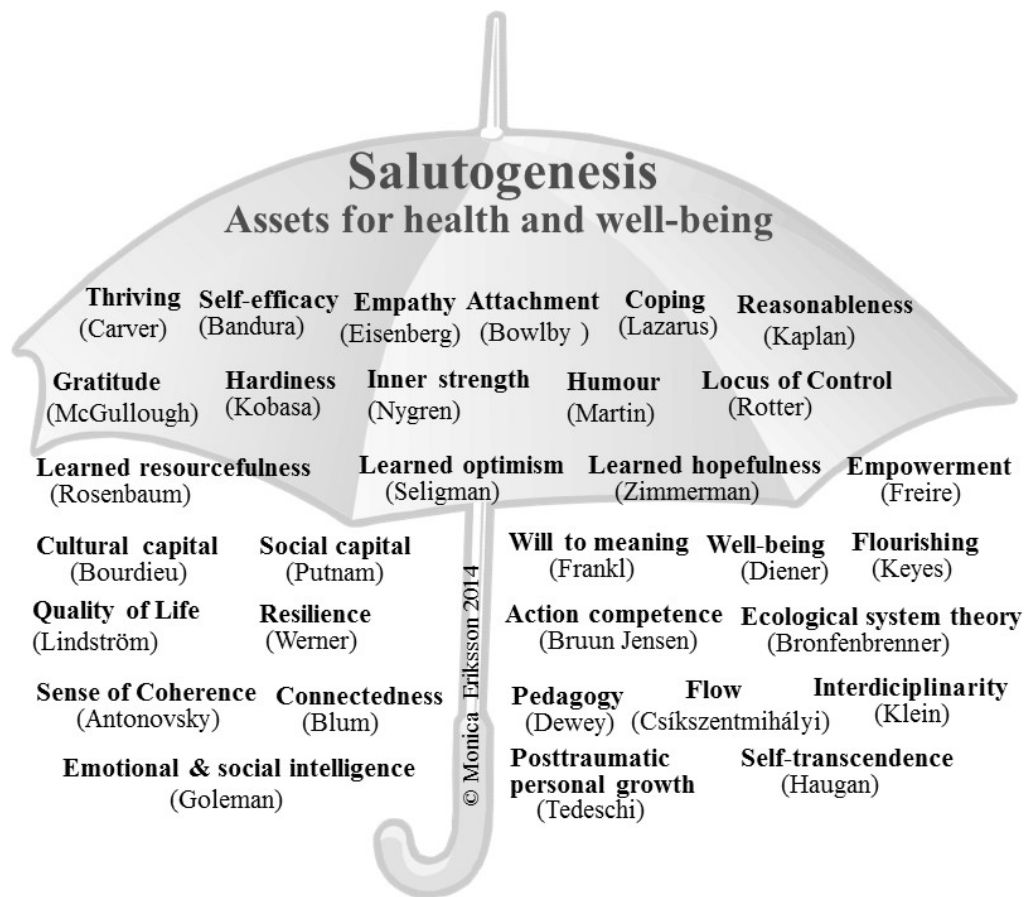 Salutogenesis
Assets for health and well-being
Thriving Self-efficacy Empathy Attachment Coping Reasonableness
(Carver) (Bandura) (Eisenberg) (Bowlby ) (Lazarus) (Kaplan)
Gratitude Hardiness Inner strength Humour Locus of Control
(McGullough) (Kobasa) (Nygren) (Martin) (Rotter)
Learned resourcefulness Learned optimism Learned hopefulness Empowerment
(Rosenbaum) (Seligman) (Zimmerman) (Freire)
Cultural capital Social capital Will to meaning Well-being Flourishing
(Bourdieu) (Putnam) (Frankl) (Diener) (Keyes)
Quality of Life Resilience Action competence Ecological system theory
(Lindström) (Werner) (Bruun Jensen) (Bronfenbrenner)
Sense of Coherence Connectedness Pedagogy Flow Interdiciplinarity
(Antonovsky) (Blum) (Dewey) (Csíkszentmihályi) (Klein)
Emotional & social intelligence Posttraumatic Self-transcendence
(Goleman) personal growth (Haugan)
(Tedeschi)
© Monica Eriksson 2014